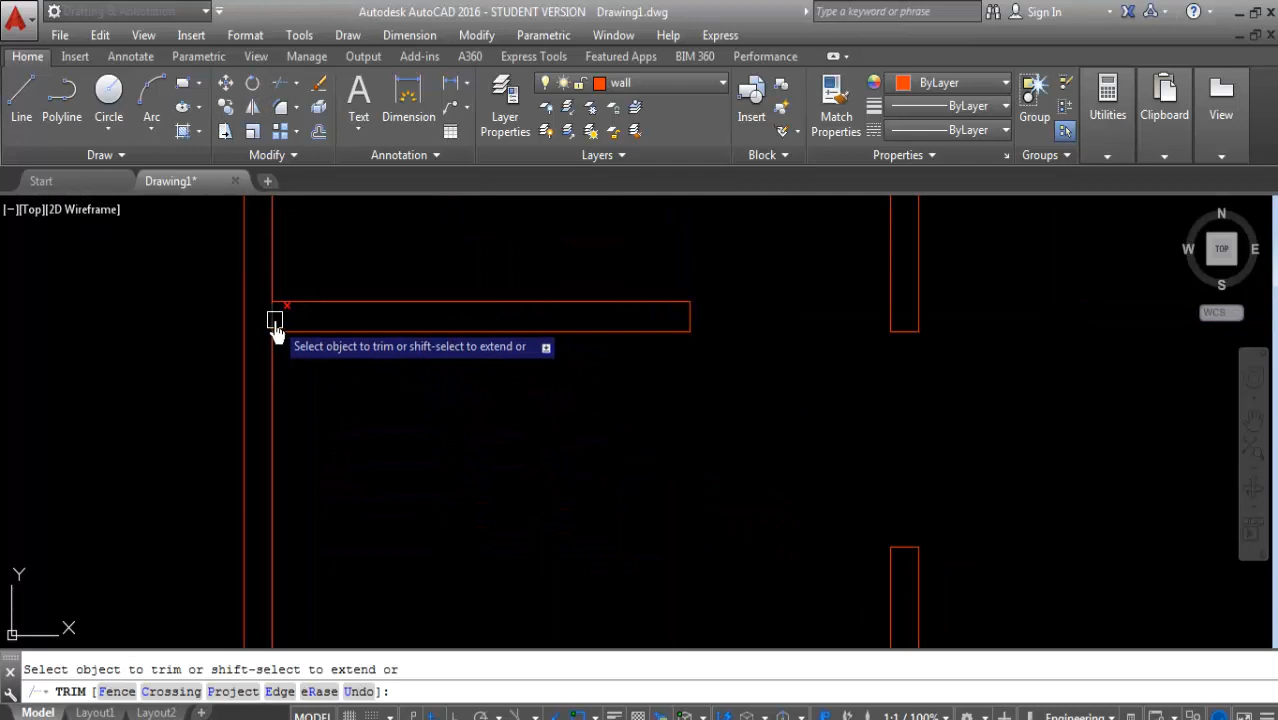 Drafting & Annotation
Autodesk AutoCAD 2016 - STUDENT VERSION Drawing1.dwg
Type a keyword or phrase
Sign In
File Edit View Insert Format Tools Draw Dimension Modify Parametric Window Help Express
Home Insert Annotate Parametric View Manage Output Add-ins A360 Express Tools Featured Apps BIM 360 Performance
wall
ByLayer
ByLayer
ByLayer
Line Polyline Circle Arc Text Dimension Layer Properties Insert Match Properties Group Utilities Clipboard View
Draw Modify Annotation Layers Block Properties Groups
Start Drawing1*
[−][Top][2D Wireframe]
N
W TOP E
S
WCS
Select object to trim or shift-select to extend or
Y
X
Select object to trim or shift-select to extend or
TRIM [Fence Crossing Project Edge eRase Undo]:
Model Layout1 Layout2 + MODEL 1:1 / 100% Engineering